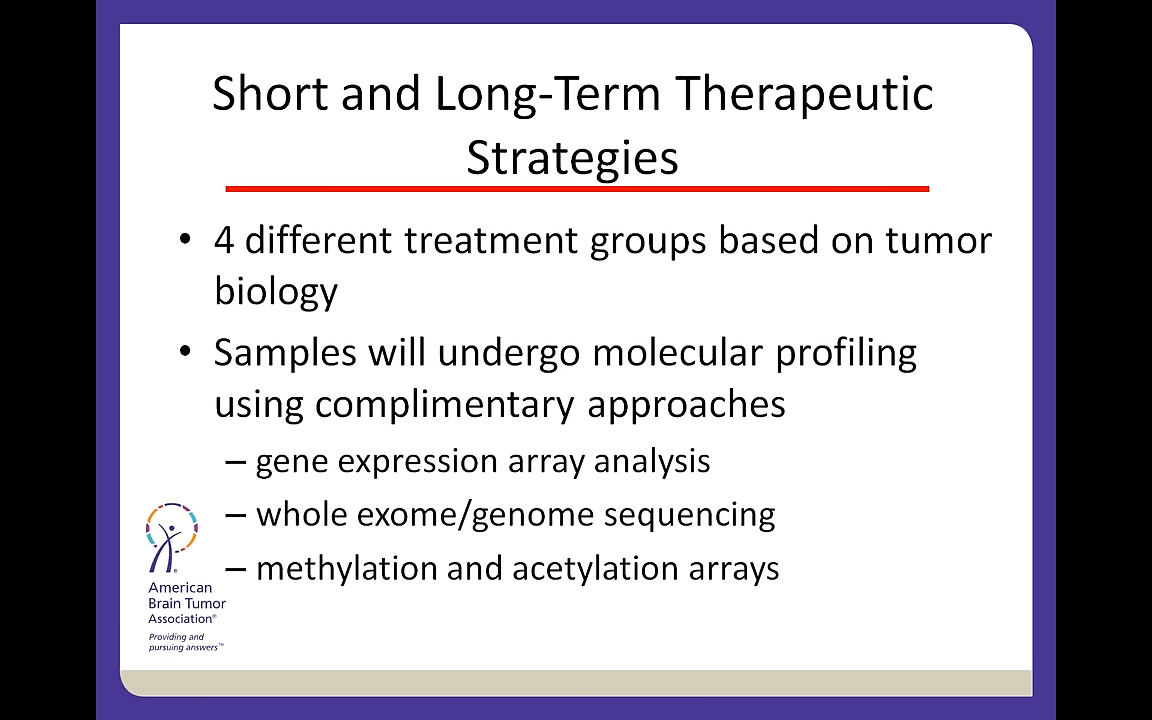 Short and Long-Term Therapeutic
Strategies
• 4 different treatment groups based on tumor
biology
• Samples will undergo molecular profiling
using complimentary approaches
– gene expression array analysis
– whole exome/genome sequencing
– methylation and acetylation arrays
American
Brain Tumor
Association®
Providing and
pursuing answers™